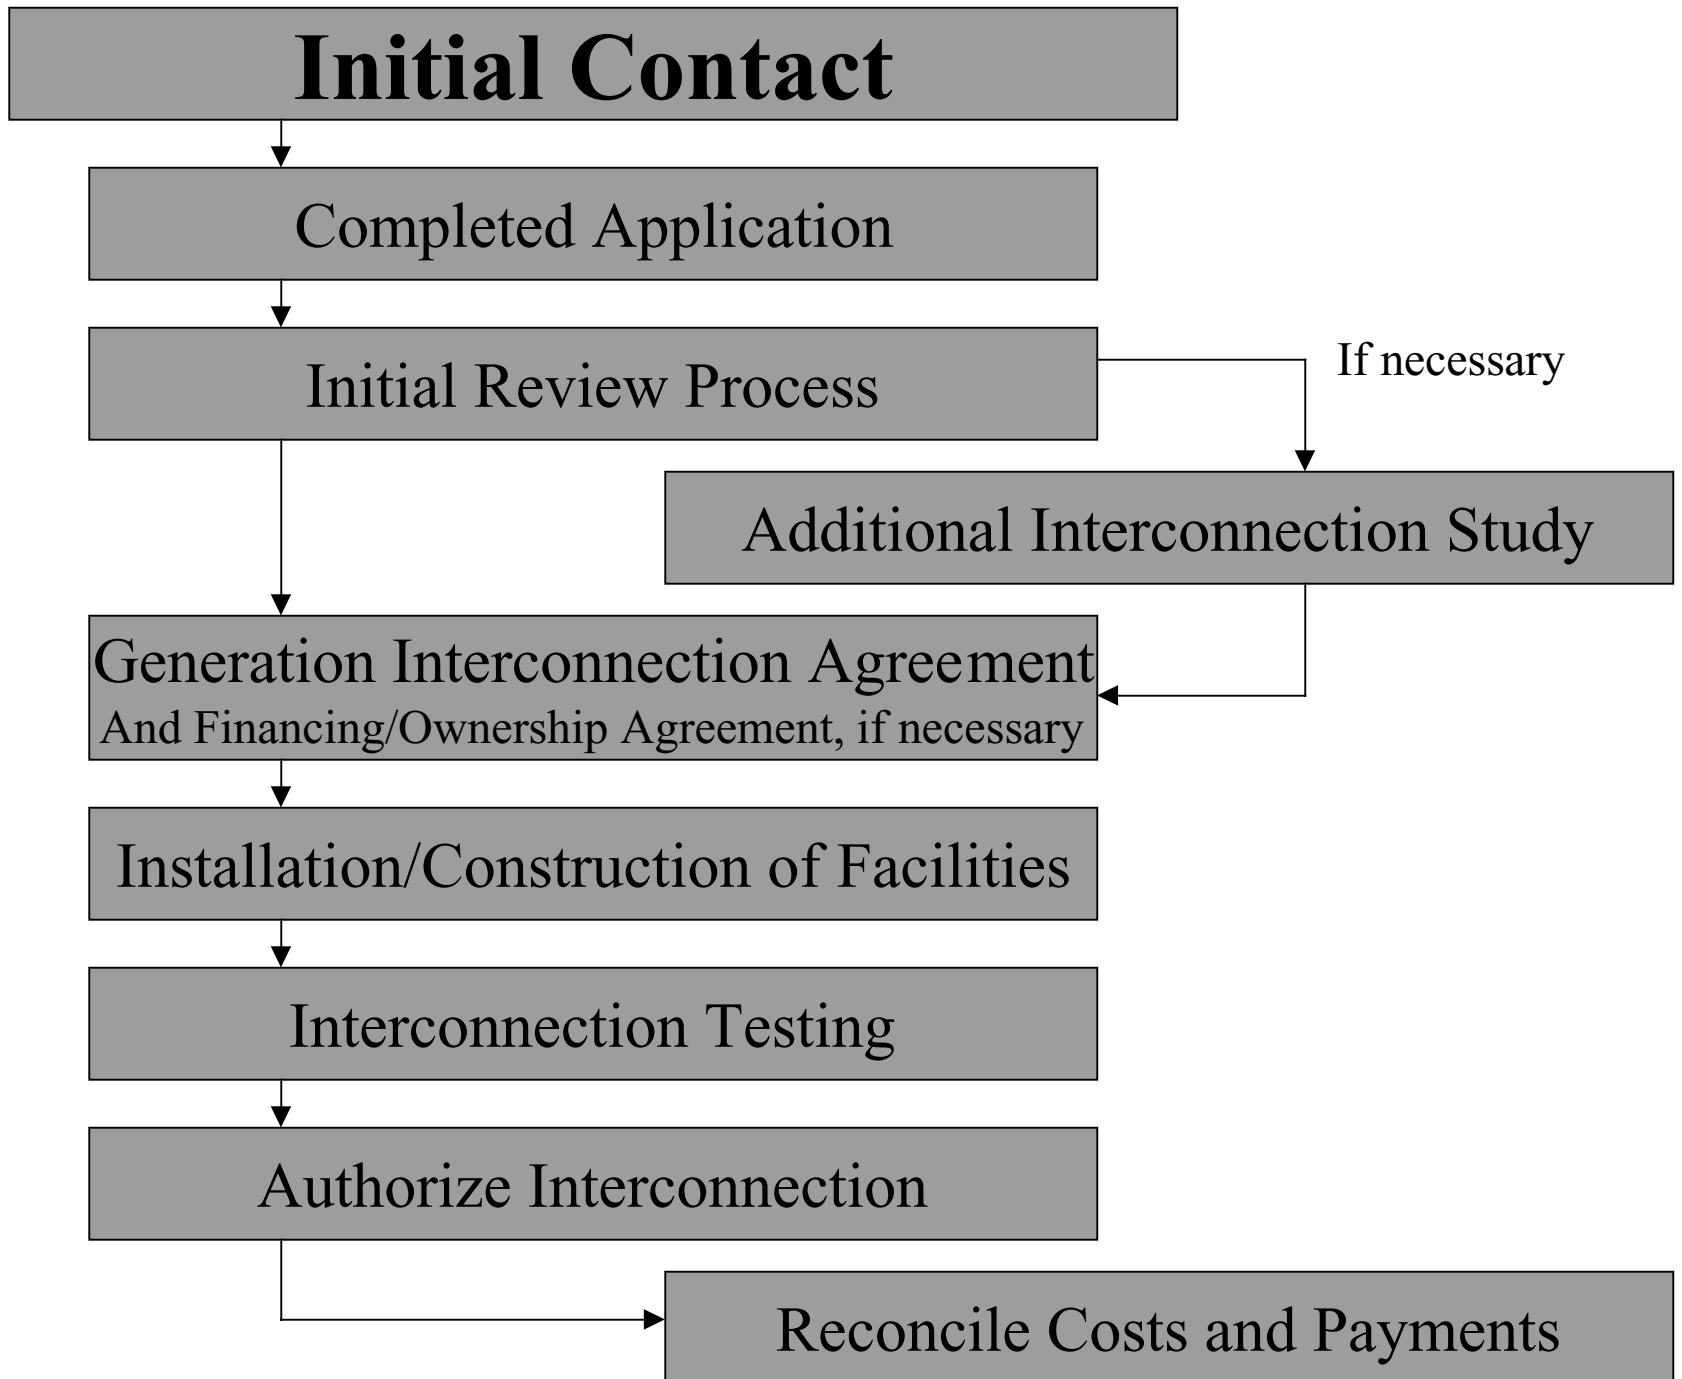 Initial Contact
Completed Application
Initial Review Process
If necessary
Additional Interconnection Study
Generation Interconnection Agreement
And Financing/Ownership Agreement, if necessary
Installation/Construction of Facilities
Interconnection Testing
Authorize Interconnection
Reconcile Costs and Payments